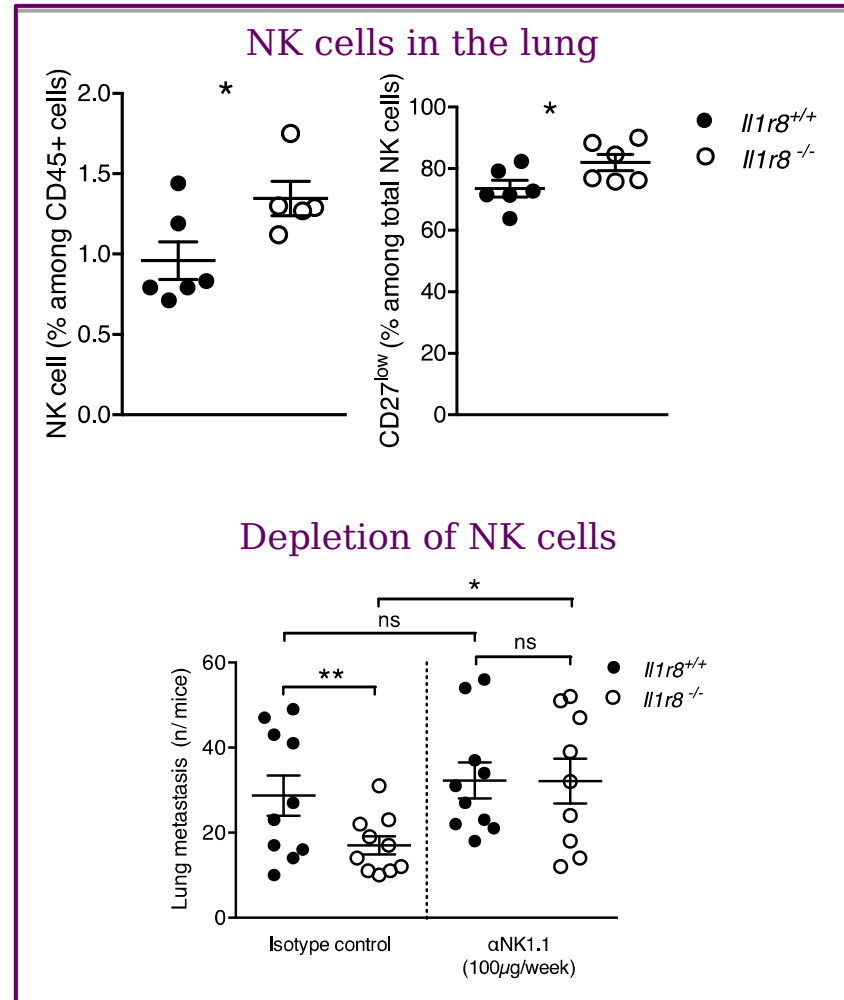 NK cells in the lung
NK cell (% among CD45+ cells)
2.0
1.5
1.0
0.5
0.0
*
CD27low (% among total NK cells)
100
80
60
40
20
0
*
Il1r8+/+
Il1r8 -/-
Depletion of NK cells
*
ns
ns
**
Lung metastasis (n/mice)
60
40
20
0
Il1r8+/+
Il1r8 -/-
Isotype control
αNK1.1
(100µg/week)